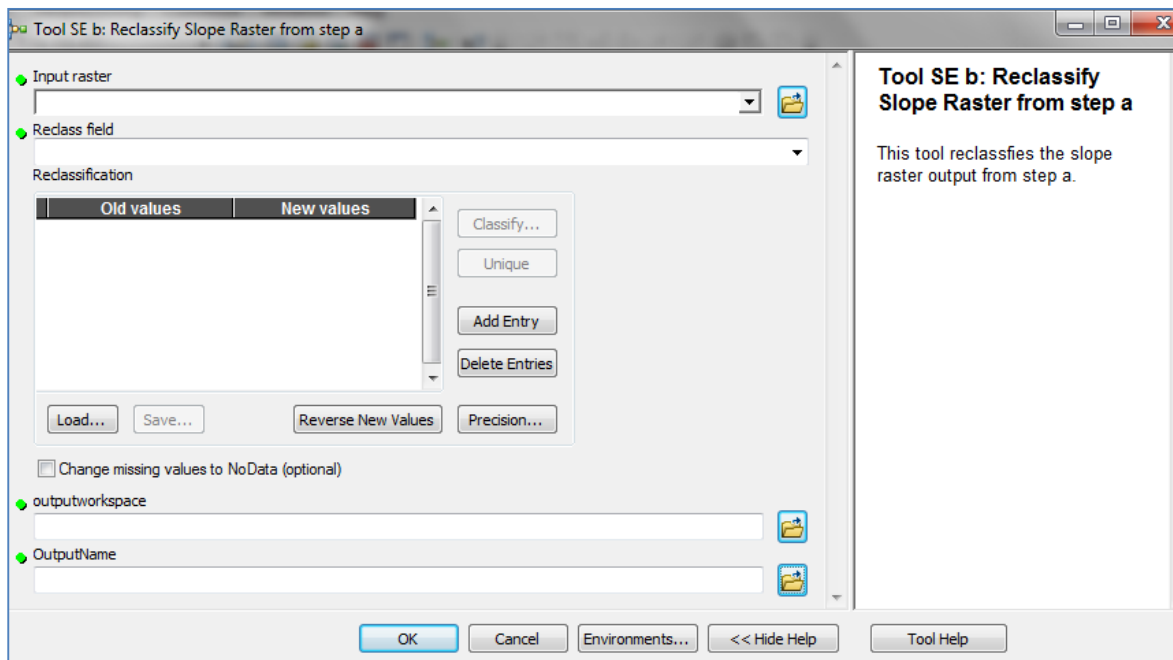 Tool SE b: Reclassify Slope Raster from step a
Input raster
Reclass field
Reclassification
Old values New values
Classify...
Unique
Add Entry
Delete Entries
Load... Save... Reverse New Values Precision...
Change missing values to NoData (optional)
outputworkspace
OutputName
OK Cancel Environments... << Hide Help Tool Help
Tool SE b: Reclassify
Slope Raster from step a
This tool reclassfies the slope
raster output from step a.